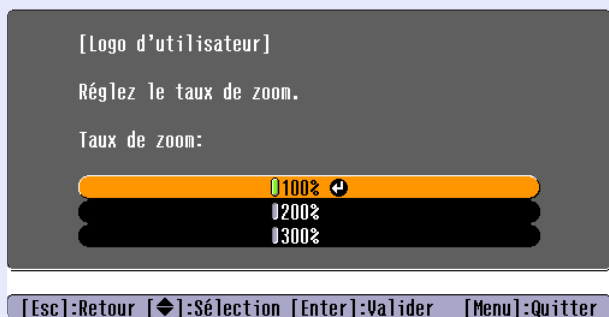 [Logo d'utilisateur]
Réglez le taux de zoom.
Taux de zoom:
100%
200%
300%
[Esc]:Retour [◆]:Sélection [Enter]:Valider [Menu]:Quitter